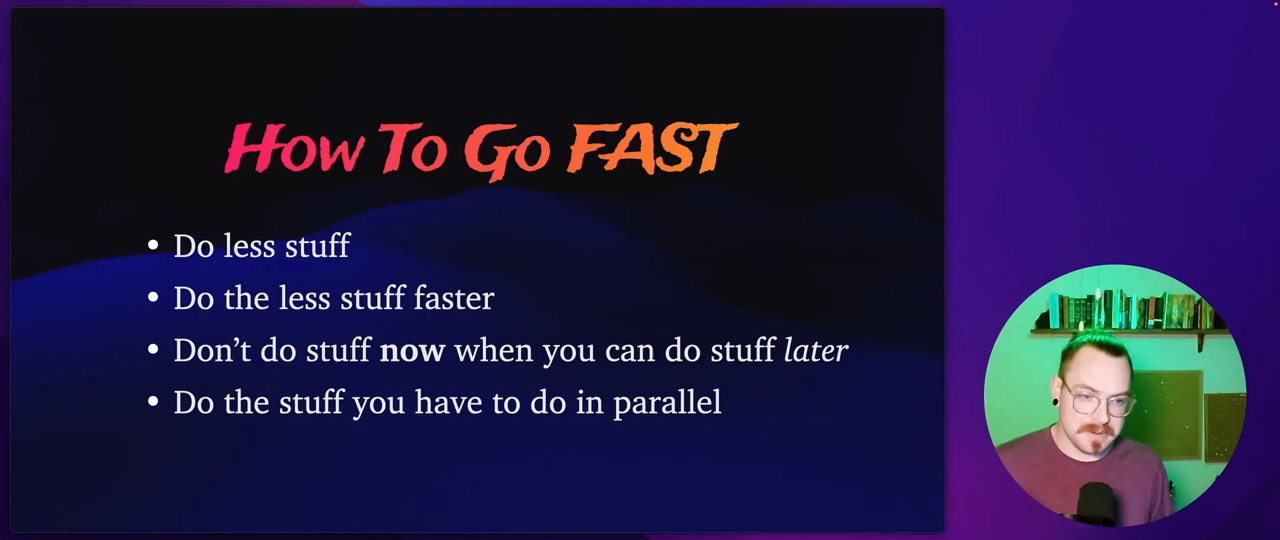 How To Go FAST
• Do less stuff
• Do the less stuff faster
• Don’t do stuff now when you can do stuff later
• Do the stuff you have to do in parallel